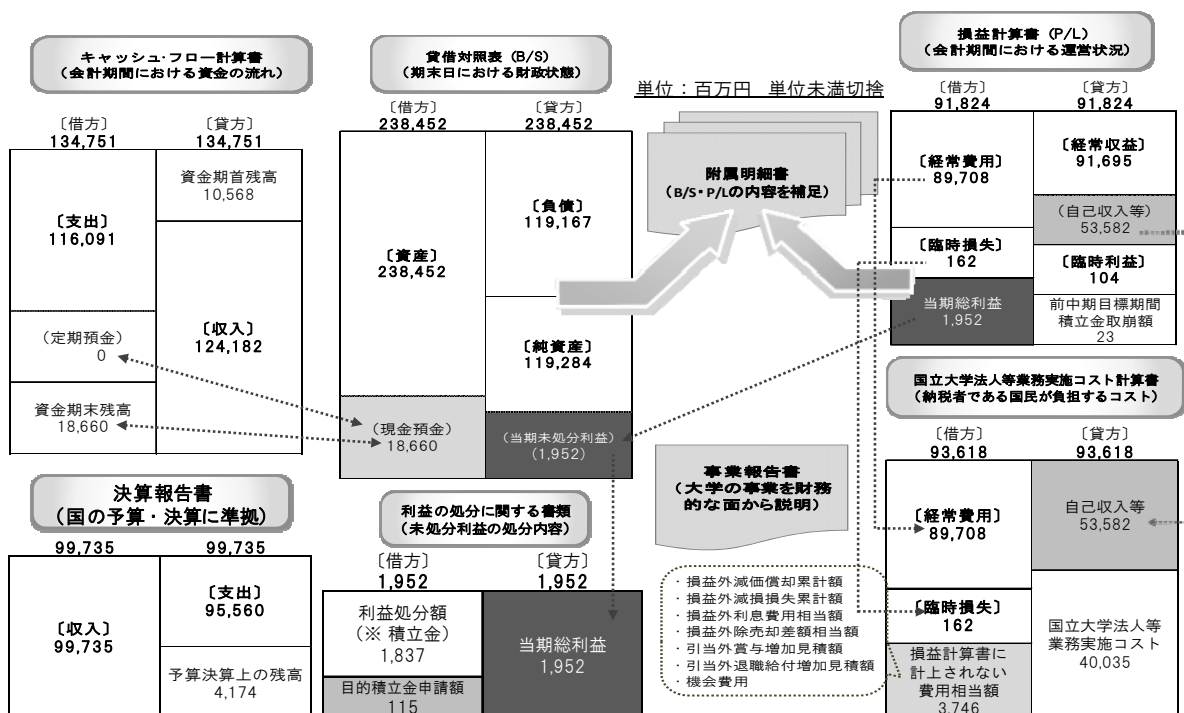 キャッシュ・フロー計算書
(会計期間における資金の流れ)
〔借方〕
134,751
〔貸方〕
134,751
〔支出〕
116,091
(定期預金)
0
資金期末残高
18,660
資金期首残高
10,568
〔収入〕
124,182
貸借対照表 (B/S)
(期末日における財政状態)
〔借方〕
238,452
〔貸方〕
238,452
〔資産〕
238,452
(現金預金)
18,660
〔負債〕
119,167
〔純資産〕
119,284
(当期未処分利益)
(1,952)
単位：百万円 単位未満切捨
附属明細書
(B/S・P/Lの内容を補足)
損益計算書 (P/L)
(会計期間における運営状況)
〔借方〕
91,824
〔貸方〕
91,824
〔経常費用〕
89,708
〔臨時損失〕
162
当期総利益
1,952
〔経常収益〕
91,695
(自己収入等)
53,582
〔臨時利益〕
104
前中期目標期間
積立金取崩額
23
決算報告書
(国の予算・決算に準拠)
99,735
99,735
〔収入〕
99,735
〔支出〕
95,560
予算決算上の残高
4,174
利益の処分に関する書類
(未処分利益の処分内容)
〔借方〕
1,952
〔貸方〕
1,952
利益処分額
(※ 積立金)
1,837
目的積立金申請額
115
当期総利益
1,952
事業報告書
(大学の事業を財務
的な面から説明)
・損益外減価償却累計額
・損益外減損損失累計額
・損益外利息費用相当額
・損益外除売却差額相当額
・引当外賞与増加見積額
・引当外退職給付増加見積額
・機会費用
国立大学法人等業務実施コスト計算書
(納税者である国民が負担するコスト)
〔借方〕
93,618
〔貸方〕
93,618
〔経常費用〕
89,708
〔臨時損失〕
162
損益計算書に
計上されない
費用相当額
3,746
自己収入等
53,582
国立大学法人等
業務実施コスト
40,035